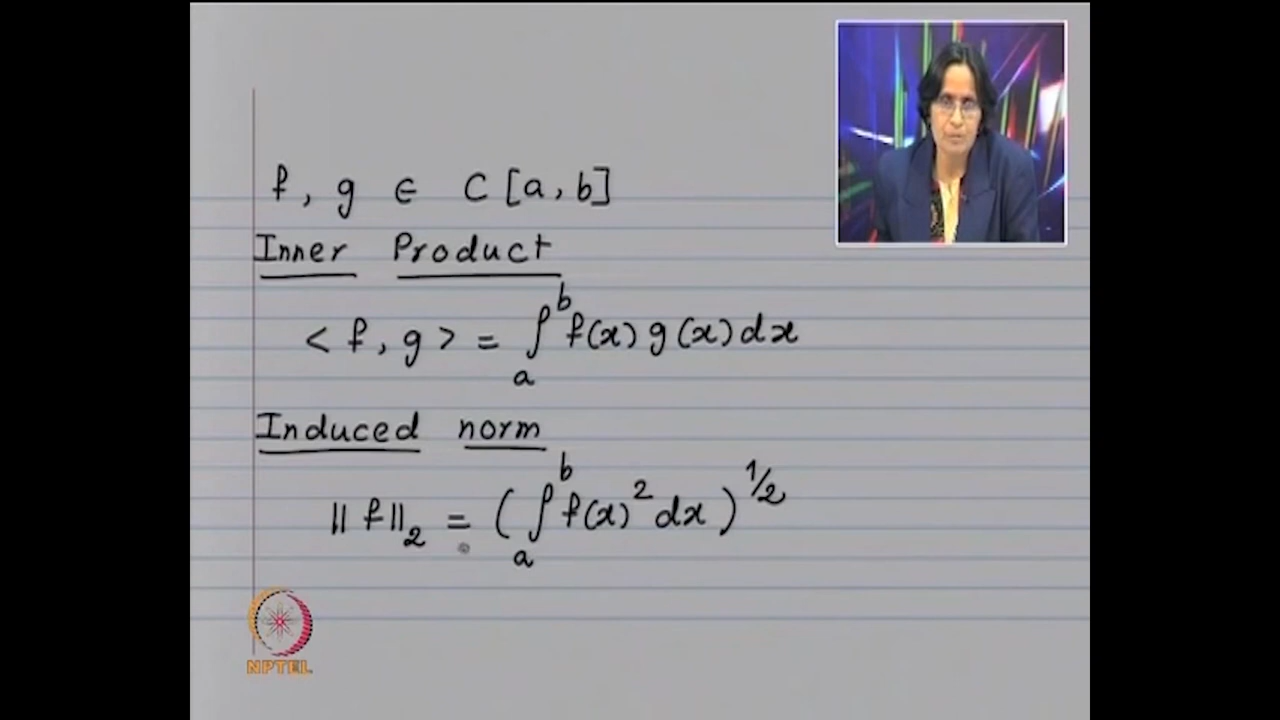 f, g ∈ C [a, b]
Inner Product
< f, g > = ∫_a^b f(x) g(x) dx
Induced norm
|| f ||_2 = ( ∫_a^b f(x)^2 dx )^1/2
NPTEL